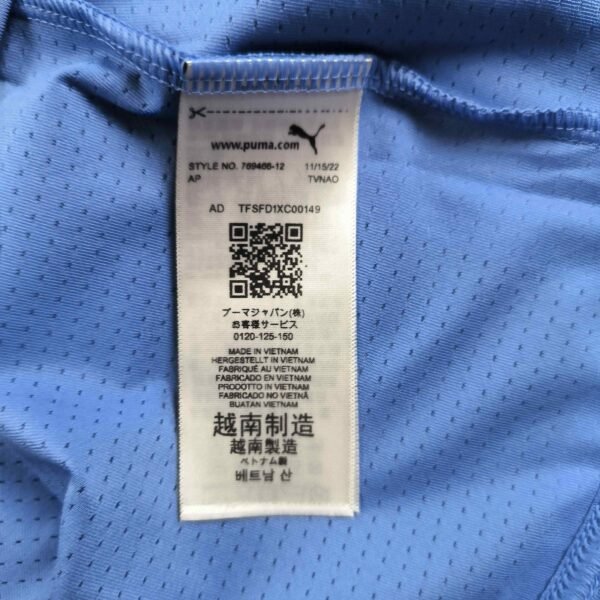 www.puma.com
STYLE NO. 769466-12 11/15/22
AP TVNAO
AD TFSFD1XC00149
プーマジャパン(株)
お客様サービス
0120-125-150
MADE IN VIETNAM
HERGESTELLT IN VIETNAM
FABRIQUÉ AU VIETNAM
FABRICADO EN VIETNAM
PRODOTTO IN VIETNAM
FABRICADO NO VIETNÃ
BUATAN VIETNAM
越南制造
越南製造
ベトナム製
베트남 산